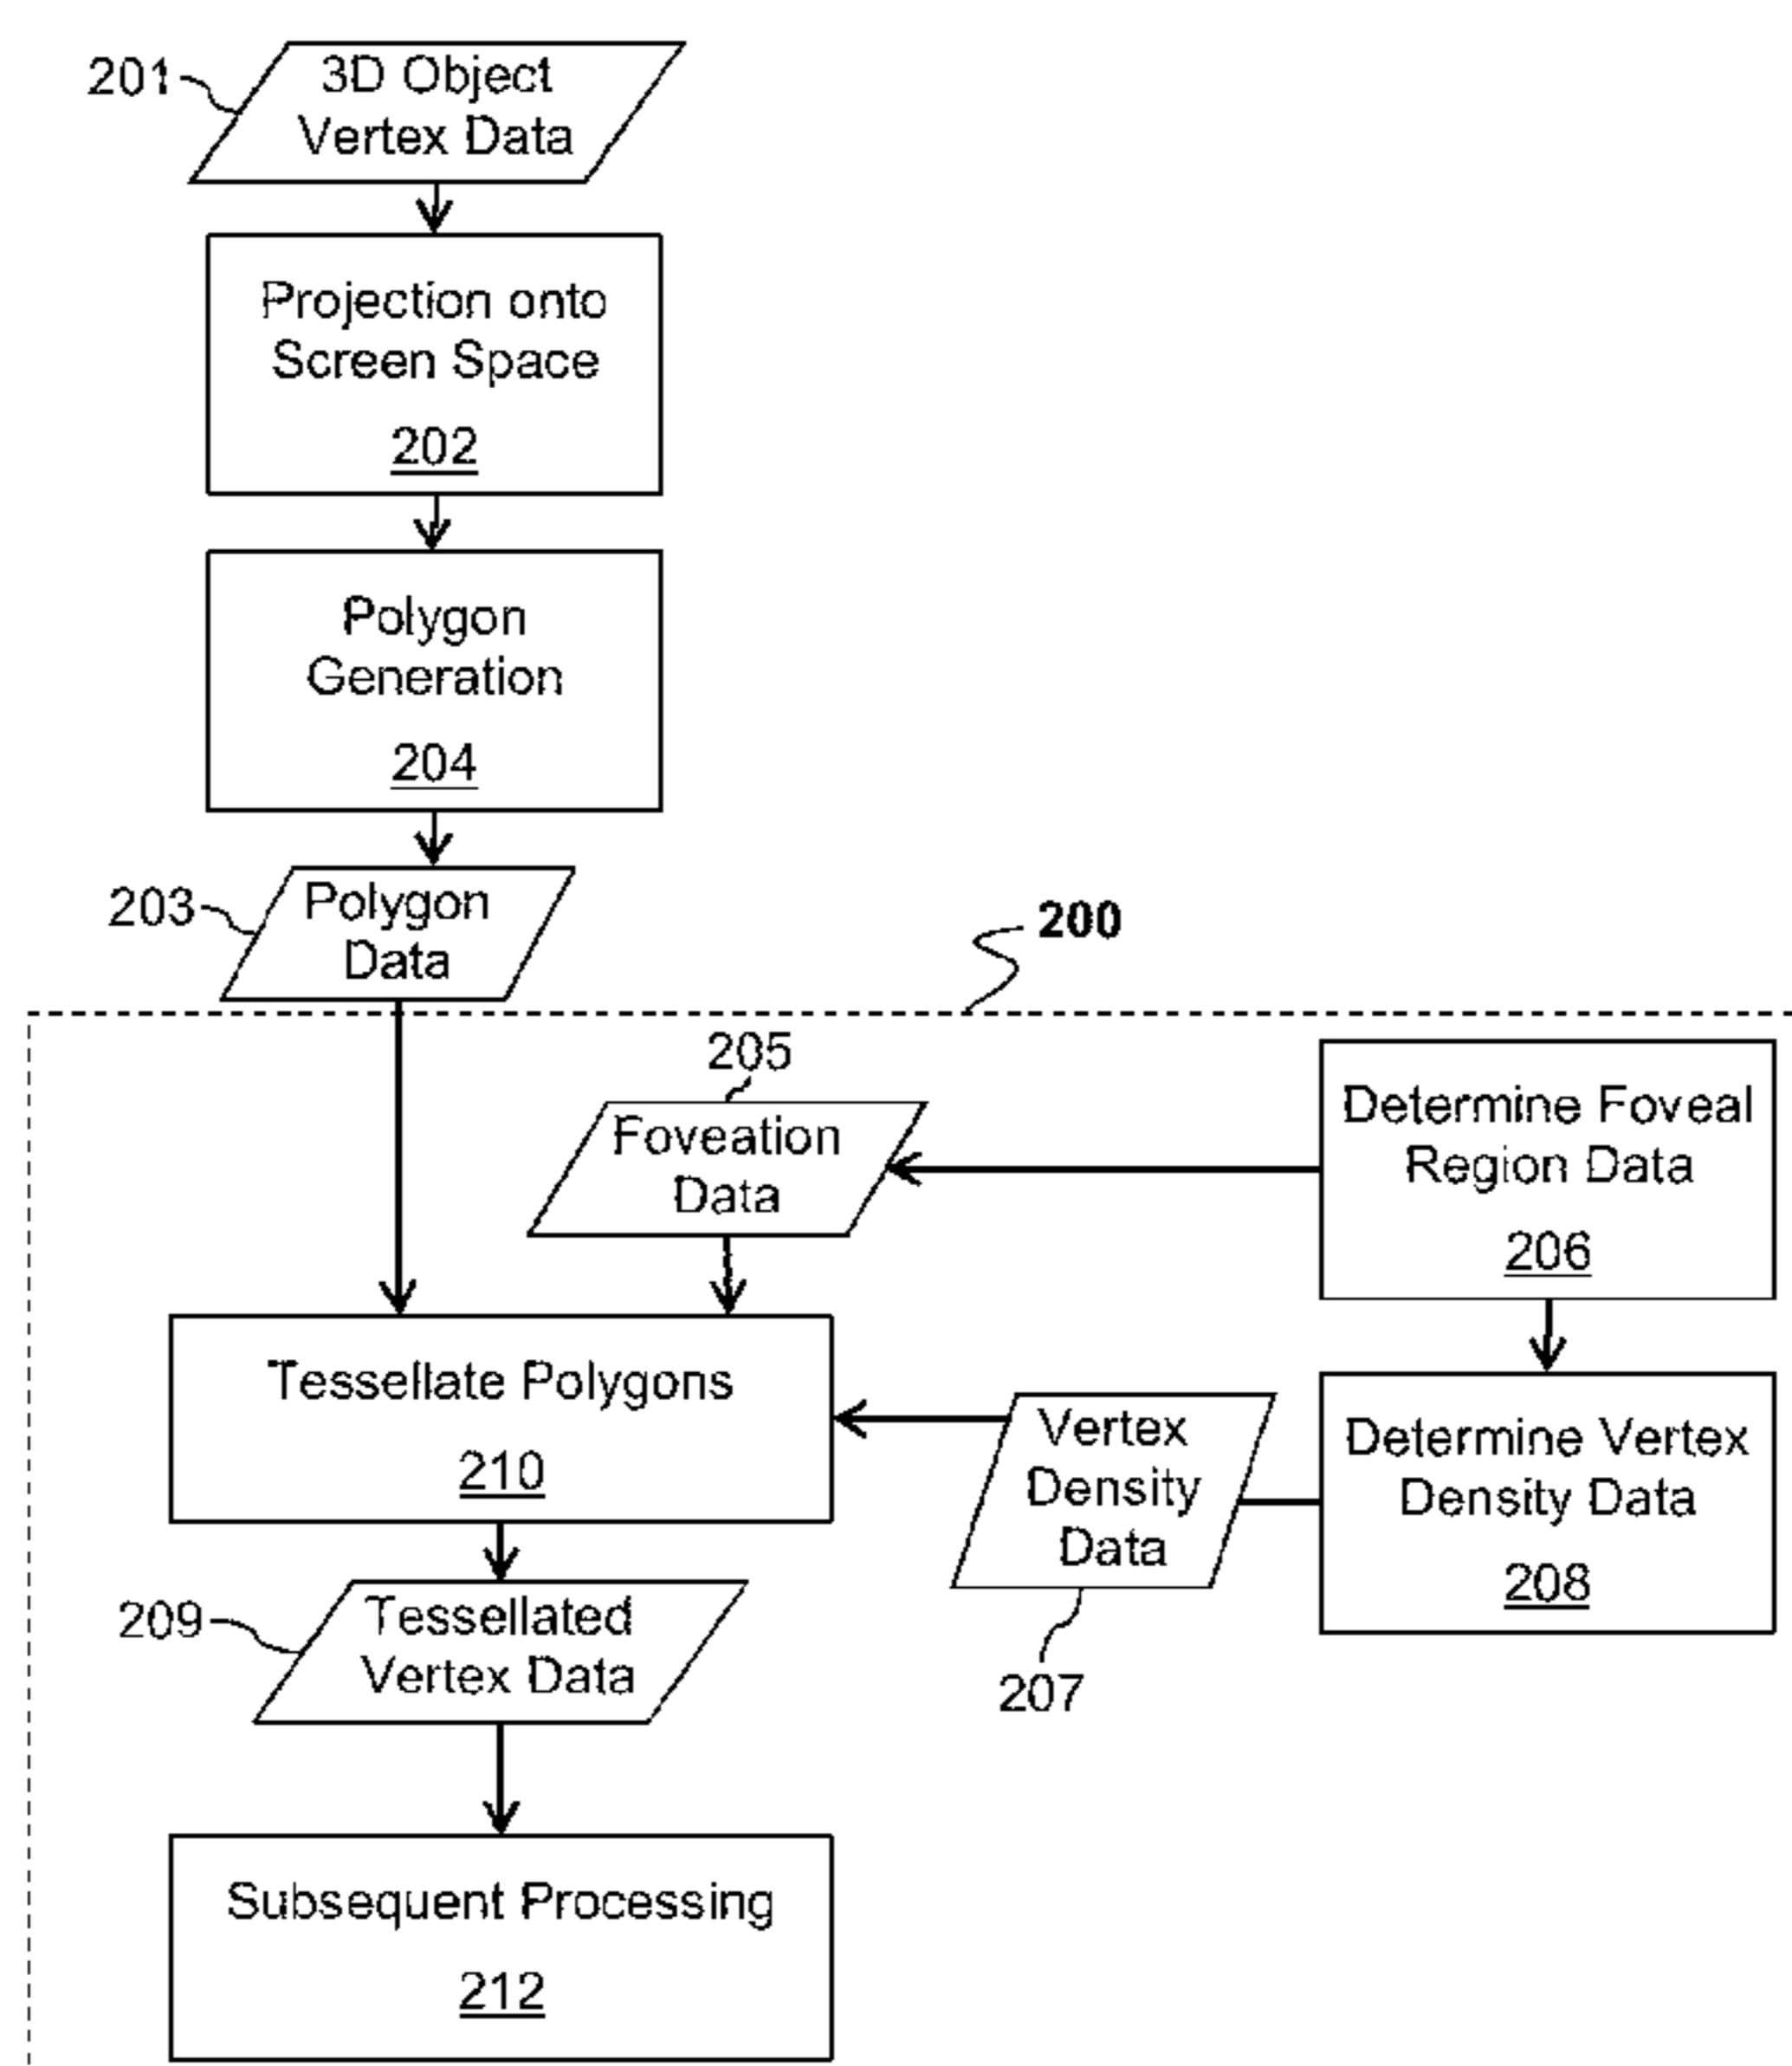 201
3D Object
Vertex Data
Projection onto
Screen Space
202
Polygon
Generation
204
203
Polygon
Data
200
205
Foveation
Data
Determine Foveal
Region Data
206
Tessellate Polygons
210
Vertex
Density
Data
207
Determine Vertex
Density Data
208
209
Tessellated
Vertex Data
Subsequent Processing
212